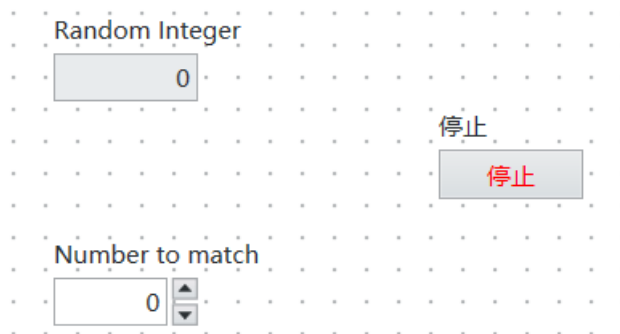 Random Integer
0
停止
停止
Number to match
0